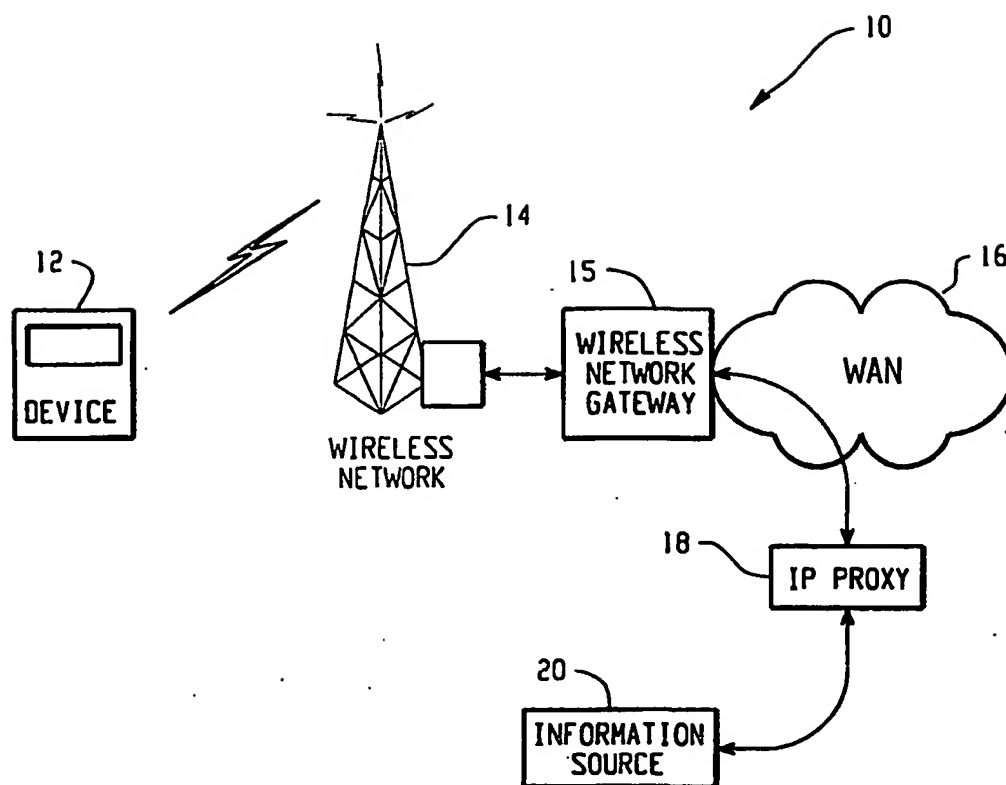 10
12
DEVICE
14
WIRELESS
NETWORK
15
WIRELESS
NETWORK
GATEWAY
16
WAN
18
IP PROXY
20
INFORMATION
SOURCE